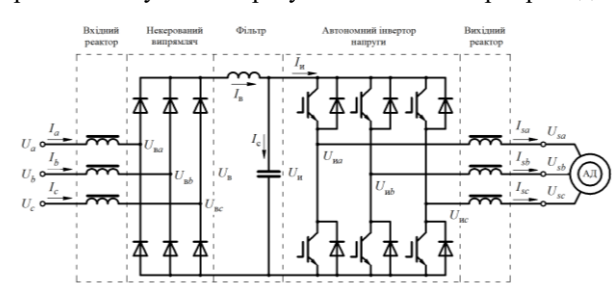 Вхідний реактор
Некерований випрямляч
Фільтр
Автономний інвертор напруги
Вихідний реактор
Iи
Iв
Ia
Ic
Isa
Ua
Uвa
Uиa
Usa
Ib
Isb
Ub
Uвb
Uв
Uи
Uиb
Usb
АД
Ic
Isc
Uc
Uвc
Uиc
Usc